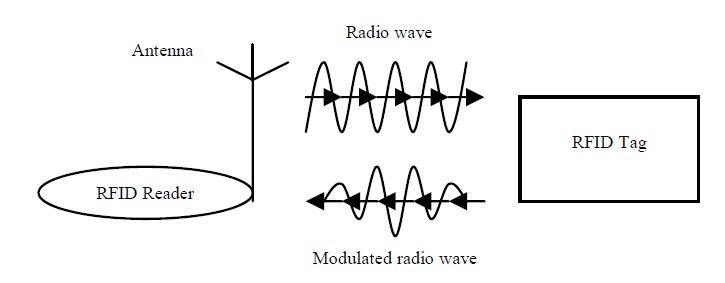 Radio wave
Antenna
RFID Tag
RFID Reader
Modulated radio wave